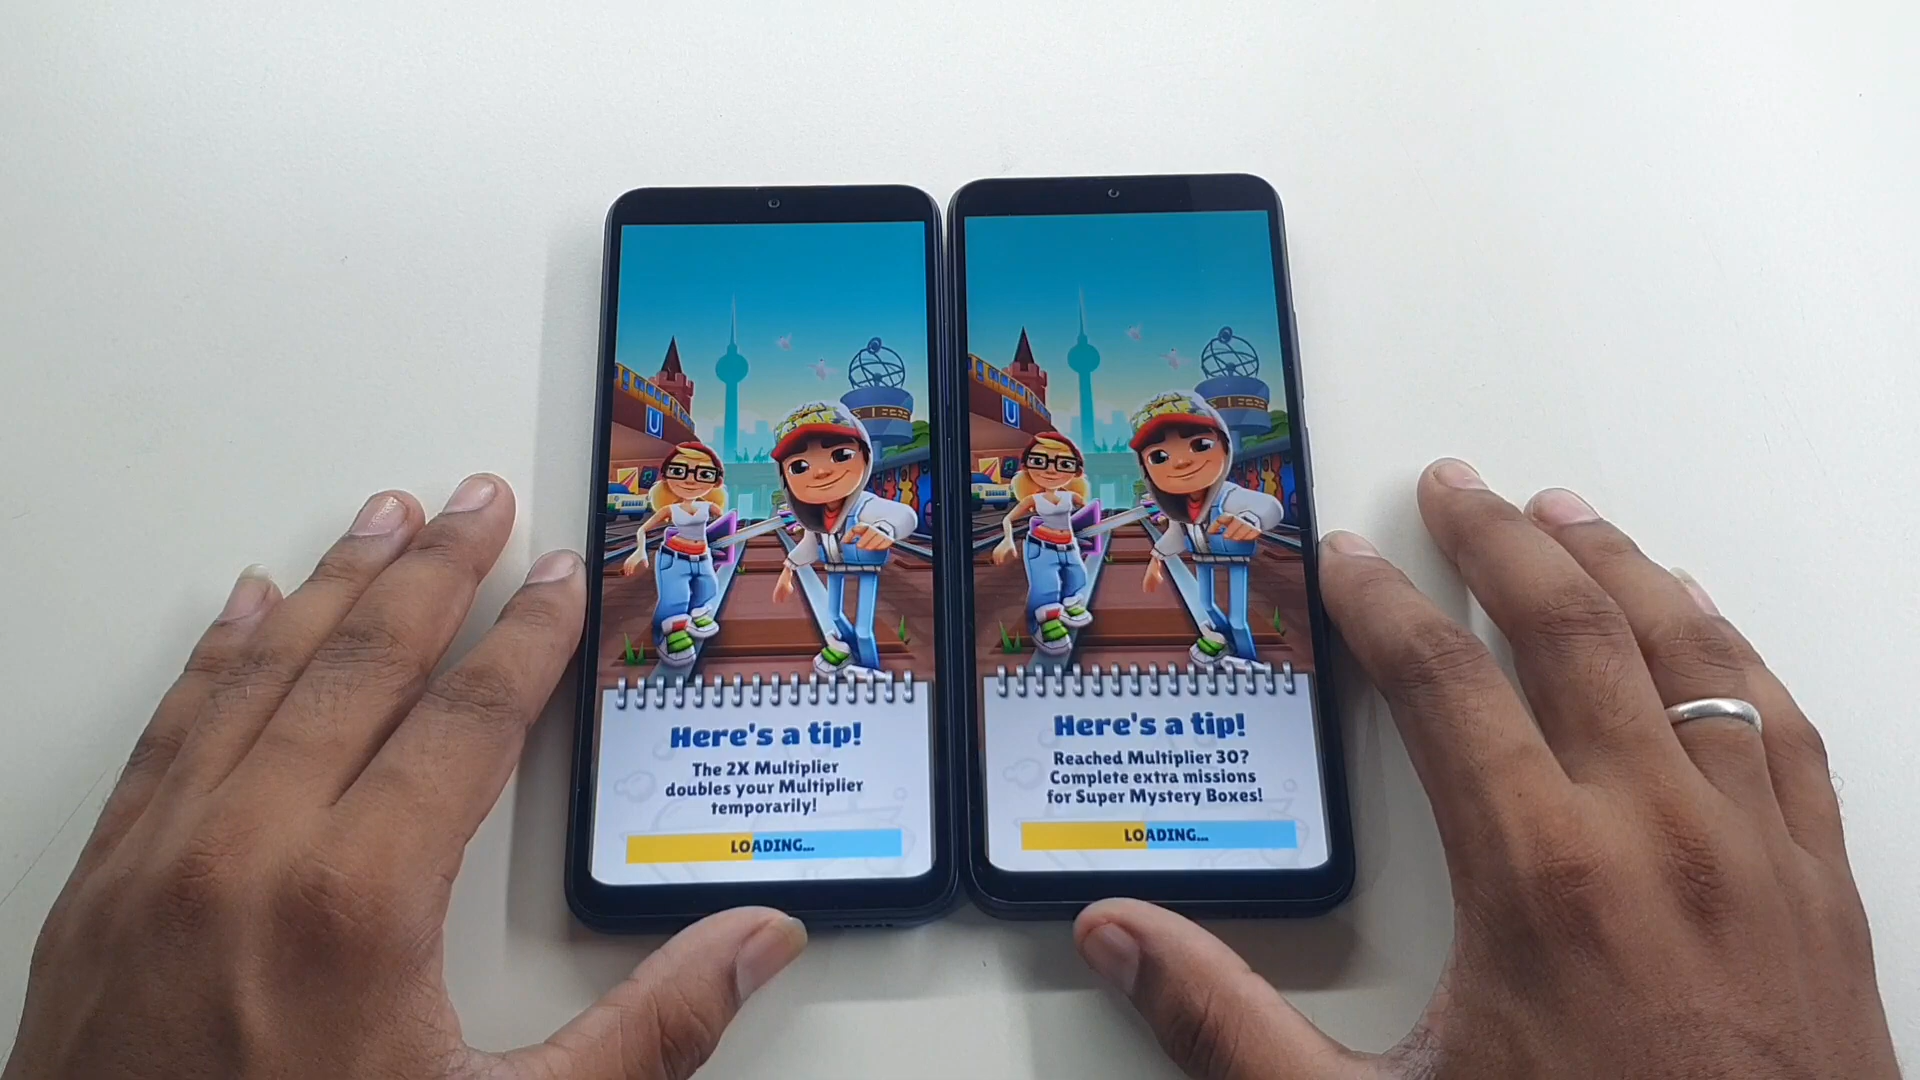 U
Here's a tip!
The 2X Multiplier
doubles your Multiplier
temporarily!
LOADING...
U
Here's a tip!
Reached Multiplier 30?
Complete extra missions
for Super Mystery Boxes!
LOADING...